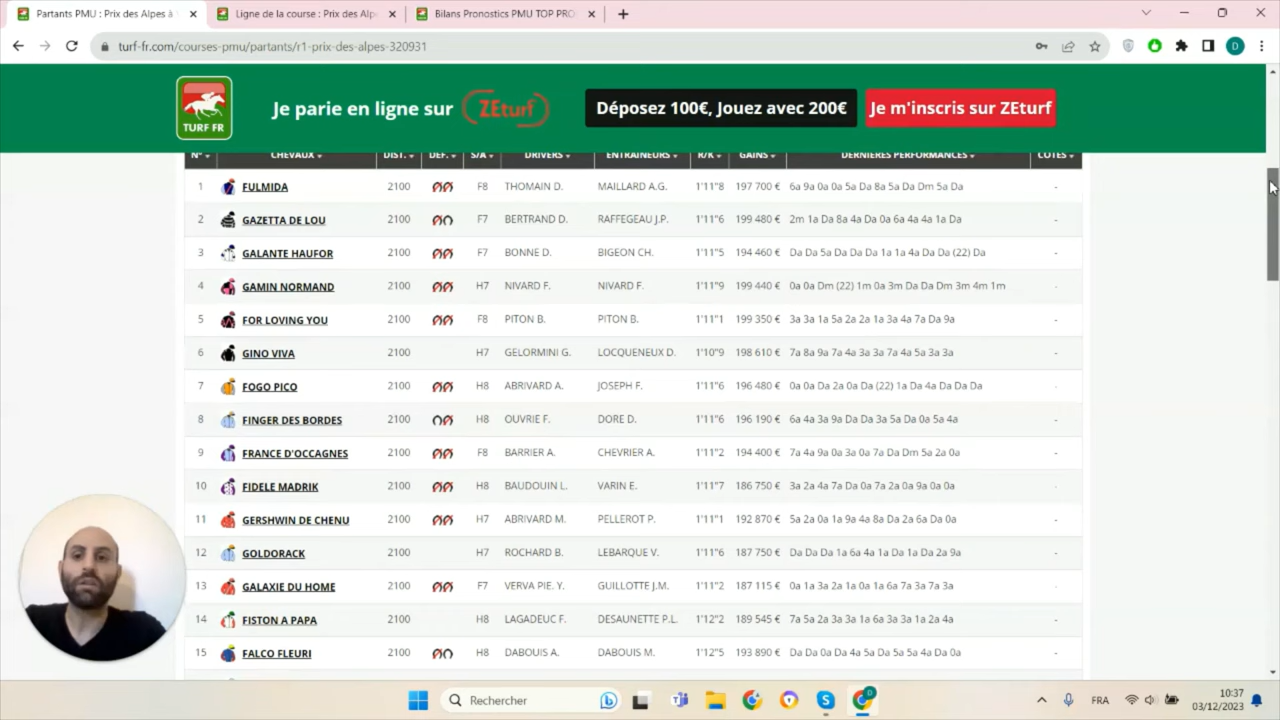 Partants PMU : Prix des Alpes à 1
Ligne de la course : Prix des Alpe
Bilans Pronostics PMU TOP PRO
turf-fr.com/courses-pmu/partants/r1-prix-des-alpes-320931
D
TURF FR
Je parie en ligne sur ZEturf
Déposez 100€, Jouez avec 200€
Je m'inscris sur ZEturf
N° CHEVAUX DIST. DEF. S/A DRIVERS ENTRAINEURS R/K GAINS DERNIÈRES PERFORMANCES COTES
1 FULMIDA 2100 F8 THOMAIN D. MAILLARD A.G. 1'11"8 197 700 € 6a 9a 0a 0a 5a Da 8a 5a Da Dm 5a Da -
2 GAZETTA DE LOU 2100 F7 BERTRAND D. RAFFEGEAU J.P. 1'11"6 199 480 € 2m 1a Da 8a 4a Da 0a 6a 4a 4a 1a Da -
3 GALANTE HAUFOR 2100 F7 BONNE D. BIGEON CH. 1'11"5 194 460 € Da Da 5a Da Da Da 1a 1a 4a Da Da (22) Da -
4 GAMIN NORMAND 2100 H7 NIVARD F. NIVARD F. 1'11"9 199 440 € 0a 0a Dm (22) 1m 0a 3m Da Da Dm 3m 4m 1m -
5 FOR LOVING YOU 2100 F8 PITON B. PITON B. 1'11"1 199 350 € 3a 3a 1a 5a 2a 2a 1a 3a 4a 7a Da 9a -
6 GINO VIVA 2100 H7 GELORMINI G. LOCQUENEUX D. 1'10"9 198 610 € 7a 8a 9a 7a 4a 3a 3a 7a 4a 5a 3a 3a -
7 FOGO PICO 2100 H8 ABRIVARD A. JOSEPH F. 1'11"6 196 480 € 0a 0a Da 2a 0a Da (22) 1a Da 4a Da Da Da -
8 FINGER DES BORDES 2100 H8 OUVRIE F. DORE D. 1'11"6 196 190 € 6a 4a 3a 9a Da Da 3a 5a Da 0a 5a 4a -
9 FRANCE D'OCCAGNES 2100 F8 BARRIER A. CHEVRIER A. 1'11"2 194 400 € 7a 4a 9a 0a 3a 0a 7a Da Dm 5a 2a 0a -
10 FIDELE MADRIK 2100 H8 BAUDOUIN L. VARIN E. 1'11"7 186 750 € 3a 2a 4a 7a Da 0a 7a 2a 0a 9a 0a 0a -
11 GERSHWIN DE CHENU 2100 H7 ABRIVARD M. PELLEROT P. 1'11"1 192 870 € 5a 2a 0a 1a 9a 4a 8a Da 2a 6a Da 0a -
12 GOLDORACK 2100 H7 ROCHARD B. LEBARQUE V. 1'11"6 187 750 € Da Da Da 1a 6a 4a 1a Da 1a Da 2a 9a -
13 GALAXIE DU HOME 2100 F7 VERVA PIE. Y. GUILLOTTE J.M. 1'11"2 187 115 € 0a 1a 3a 2a 1a 0a 1a 6a 7a 3a 7a 3a
14 FISTON A PAPA 2100 H8 LAGADEUC F. DESAUNETTE P.L. 1'12"2 189 545 € 7a 5a 2a 3a 3a 1a 6a 3a 3a 1a 2a 4a -
15 FALCO FLEURI 2100 H8 DABOUIS A. DABOUIS M. 1'12"5 193 890 € Da Da 0a Da 4a 5a Da 5a 5a 4a Da 0a -
Rechercher
FRA
10:37
03/12/2023